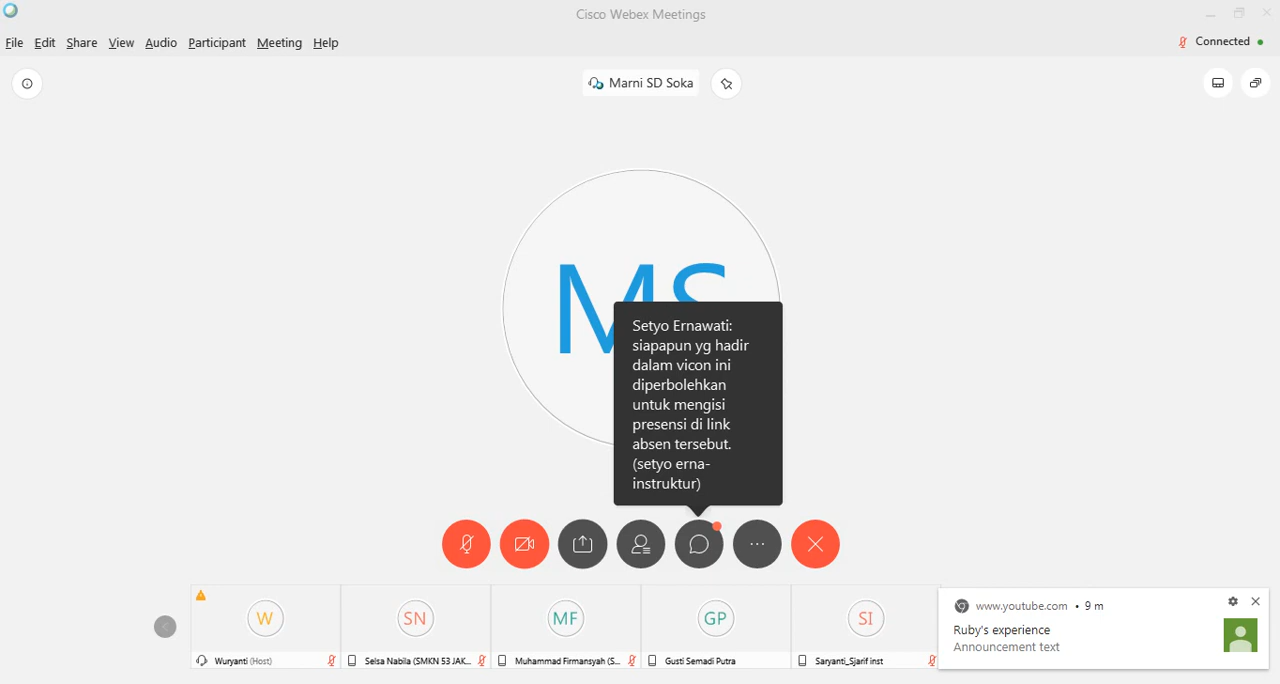 Cisco Webex Meetings
File Edit Share View Audio Participant Meeting Help
Connected
Marni SD Soka
MS
Setyo Ernawati:
siapapun yg hadir
dalam vicon ini
diperbolehkan
untuk mengisi
presensi di link
absen tersebut.
(setyo erna-
instruktur)
W
SN
MF
GP
SI
Wuryanti (Host)
Selsa Nabila (SMKN 53 JAK...
Muhammad Firmansyah (S...
Gusti Semadi Putra
Saryanti_Sjarif inst
www.youtube.com • 9 m
Ruby's experience
Announcement text